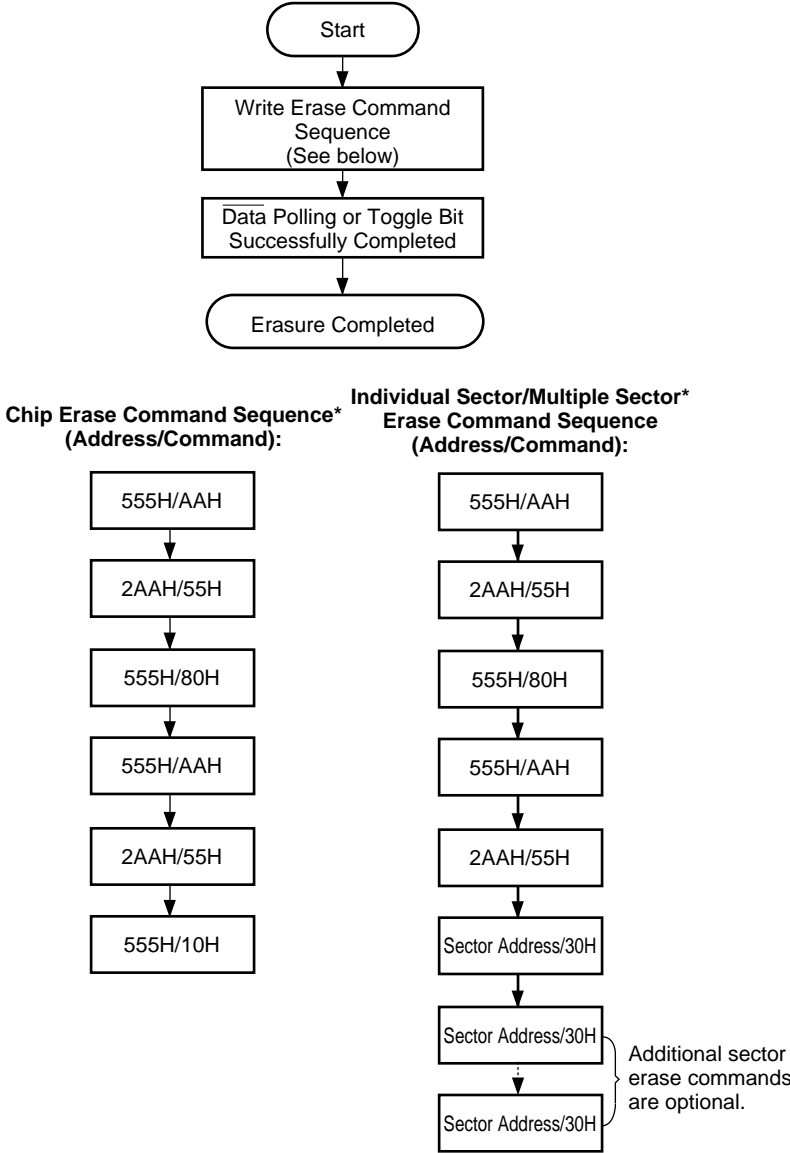 Start
Write Erase Command
Sequence
(See below)
Data Polling or Toggle Bit
Successfully Completed
Erasure Completed
Chip Erase Command Sequence*
(Address/Command):
555H/AAH
2AAH/55H
555H/80H
555H/AAH
2AAH/55H
555H/10H
Individual Sector/Multiple Sector*
Erase Command Sequence
(Address/Command):
555H/AAH
2AAH/55H
555H/80H
555H/AAH
2AAH/55H
Sector Address/30H
Sector Address/30H
Sector Address/30H
Additional sector
erase commands
are optional.